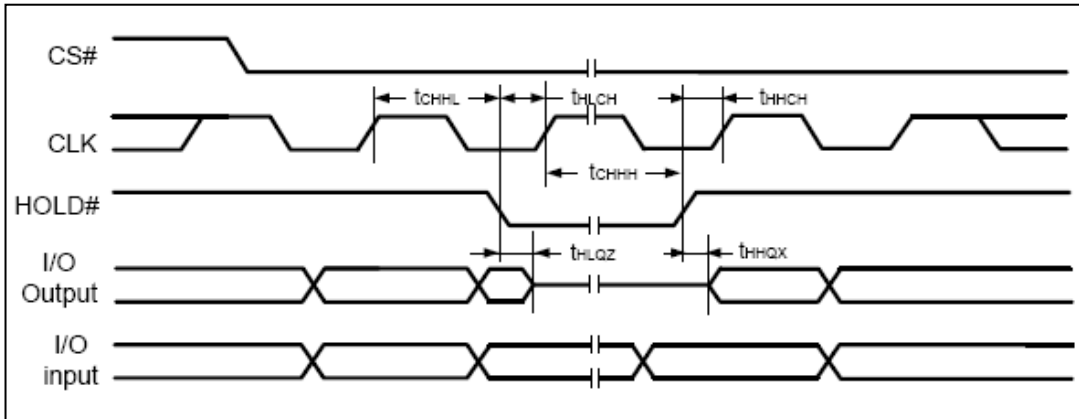 CS#
tCHHL
tHLCH
tHHCH
CLK
tCHHH
HOLD#
I/O
Output
tHLQZ
tHHQX
I/O
input